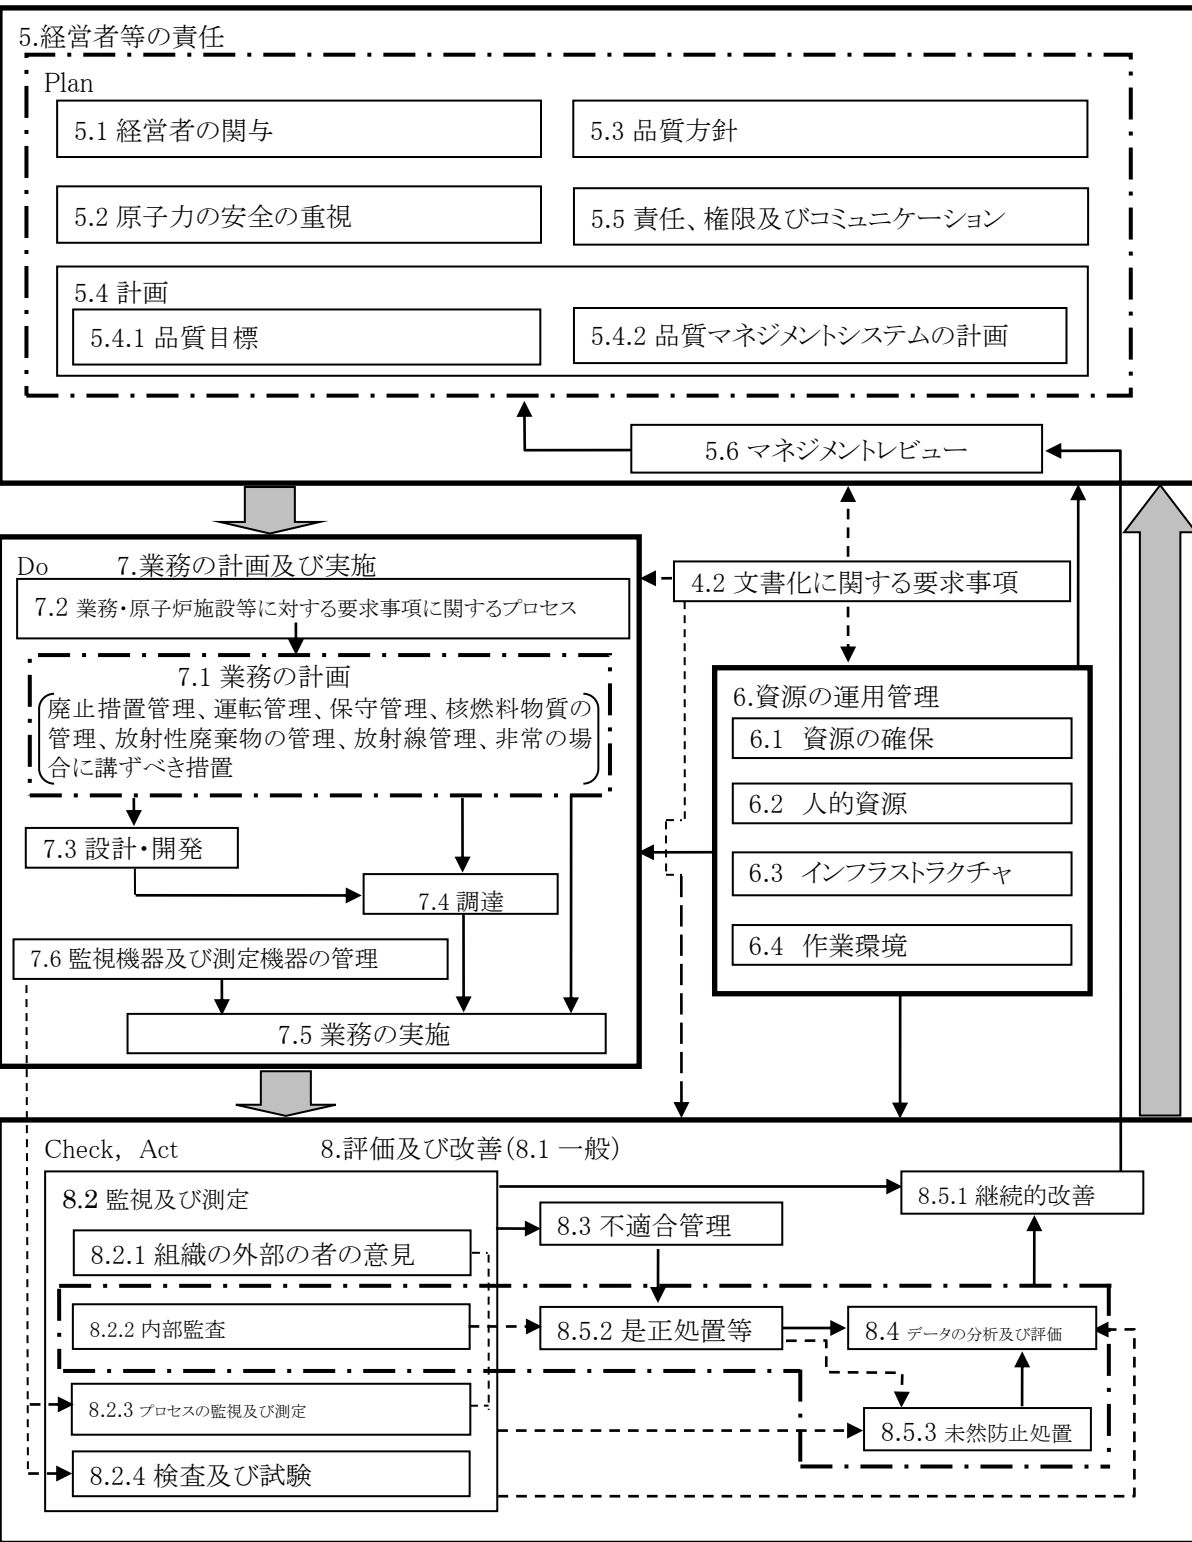 5.経営者等の責任
Plan
5.1 経営者の関与
5.3 品質方針
5.2 原子力の安全の重視
5.5 責任、権限及びコミュニケーション
5.4 計画
5.4.1 品質目標
5.4.2 品質マネジメントシステムの計画
5.6 マネジメントレビュー
Do 7.業務の計画及び実施
7.2 業務・原子炉施設等に対する要求事項に関するプロセス
4.2 文書化に関する要求事項
7.1 業務の計画
廃止措置管理、運転管理、保守管理、核燃料物質の
管理、放射性廃棄物の管理、放射線管理、非常の場
合に講ずべき措置
6.資源の運用管理
6.1 資源の確保
6.2 人的資源
6.3 インフラストラクチャ
6.4 作業環境
7.3 設計・開発
7.4 調達
7.6 監視機器及び測定機器の管理
7.5 業務の実施
Check, Act 8.評価及び改善(8.1 一般)
8.2 監視及び測定
8.5.1 継続的改善
8.3 不適合管理
8.2.1 組織の外部の者の意見
8.2.2 内部監査
8.5.2 是正処置等
8.4 データの分析及び評価
8.2.3 プロセスの監視及び測定
8.5.3 未然防止処置
8.2.4 検査及び試験